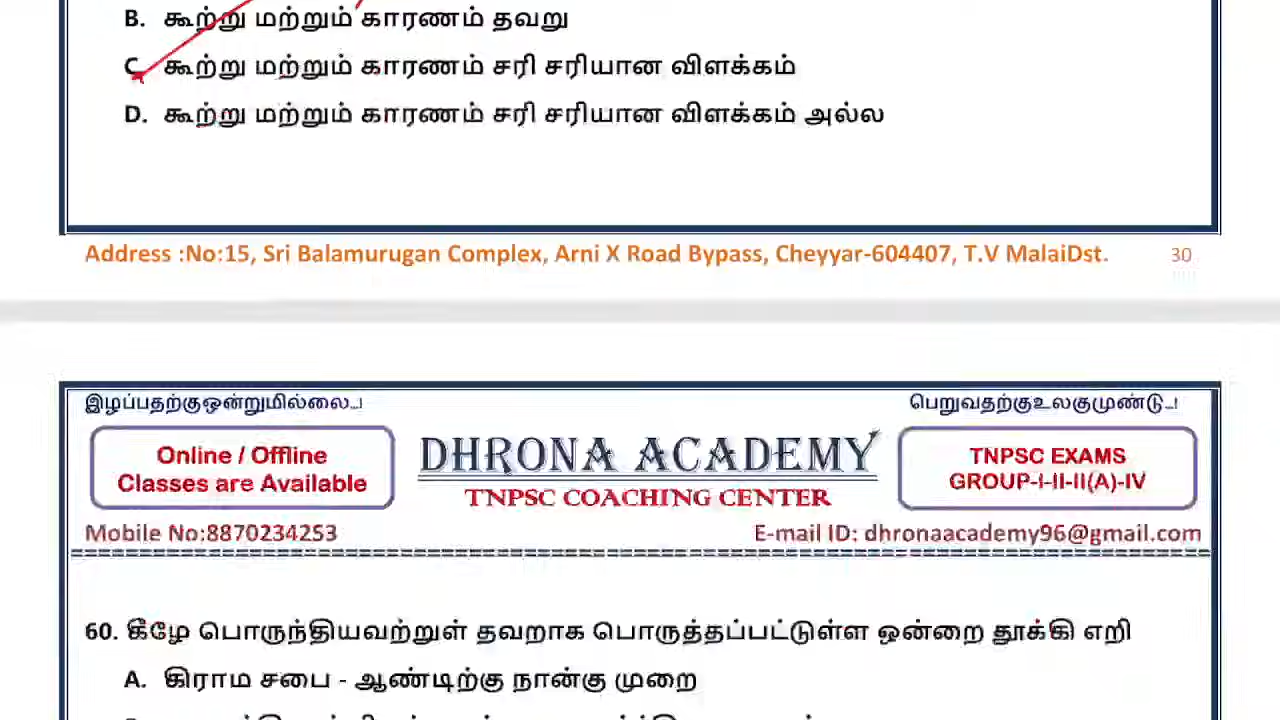 B. கூற்று மற்றும் காரணம் தவறு
C. கூற்று மற்றும் காரணம் சரி சரியான விளக்கம்
D. கூற்று மற்றும் காரணம் சரி சரியான விளக்கம் அல்ல
Address :No:15, Sri Balamurugan Complex, Arni X Road Bypass, Cheyyar-604407, T.V MalaiDst. 30
இழப்பதற்குஒன்றுமில்லை..! பெறுவதற்குஉலகுமுண்டு..!
Online / Offline
Classes are Available
DHRONA ACADEMY
TNPSC COACHING CENTER
TNPSC EXAMS
GROUP-I-II-II(A)-IV
Mobile No:8870234253 E-mail ID: dhronaacademy96@gmail.com
60. கீழே பொருந்தியவற்றுள் தவறாக பொருத்தப்பட்டுள்ள ஒன்றை தூக்கி எறி
A. கிராம சபை - ஆண்டிற்கு நான்கு முறை